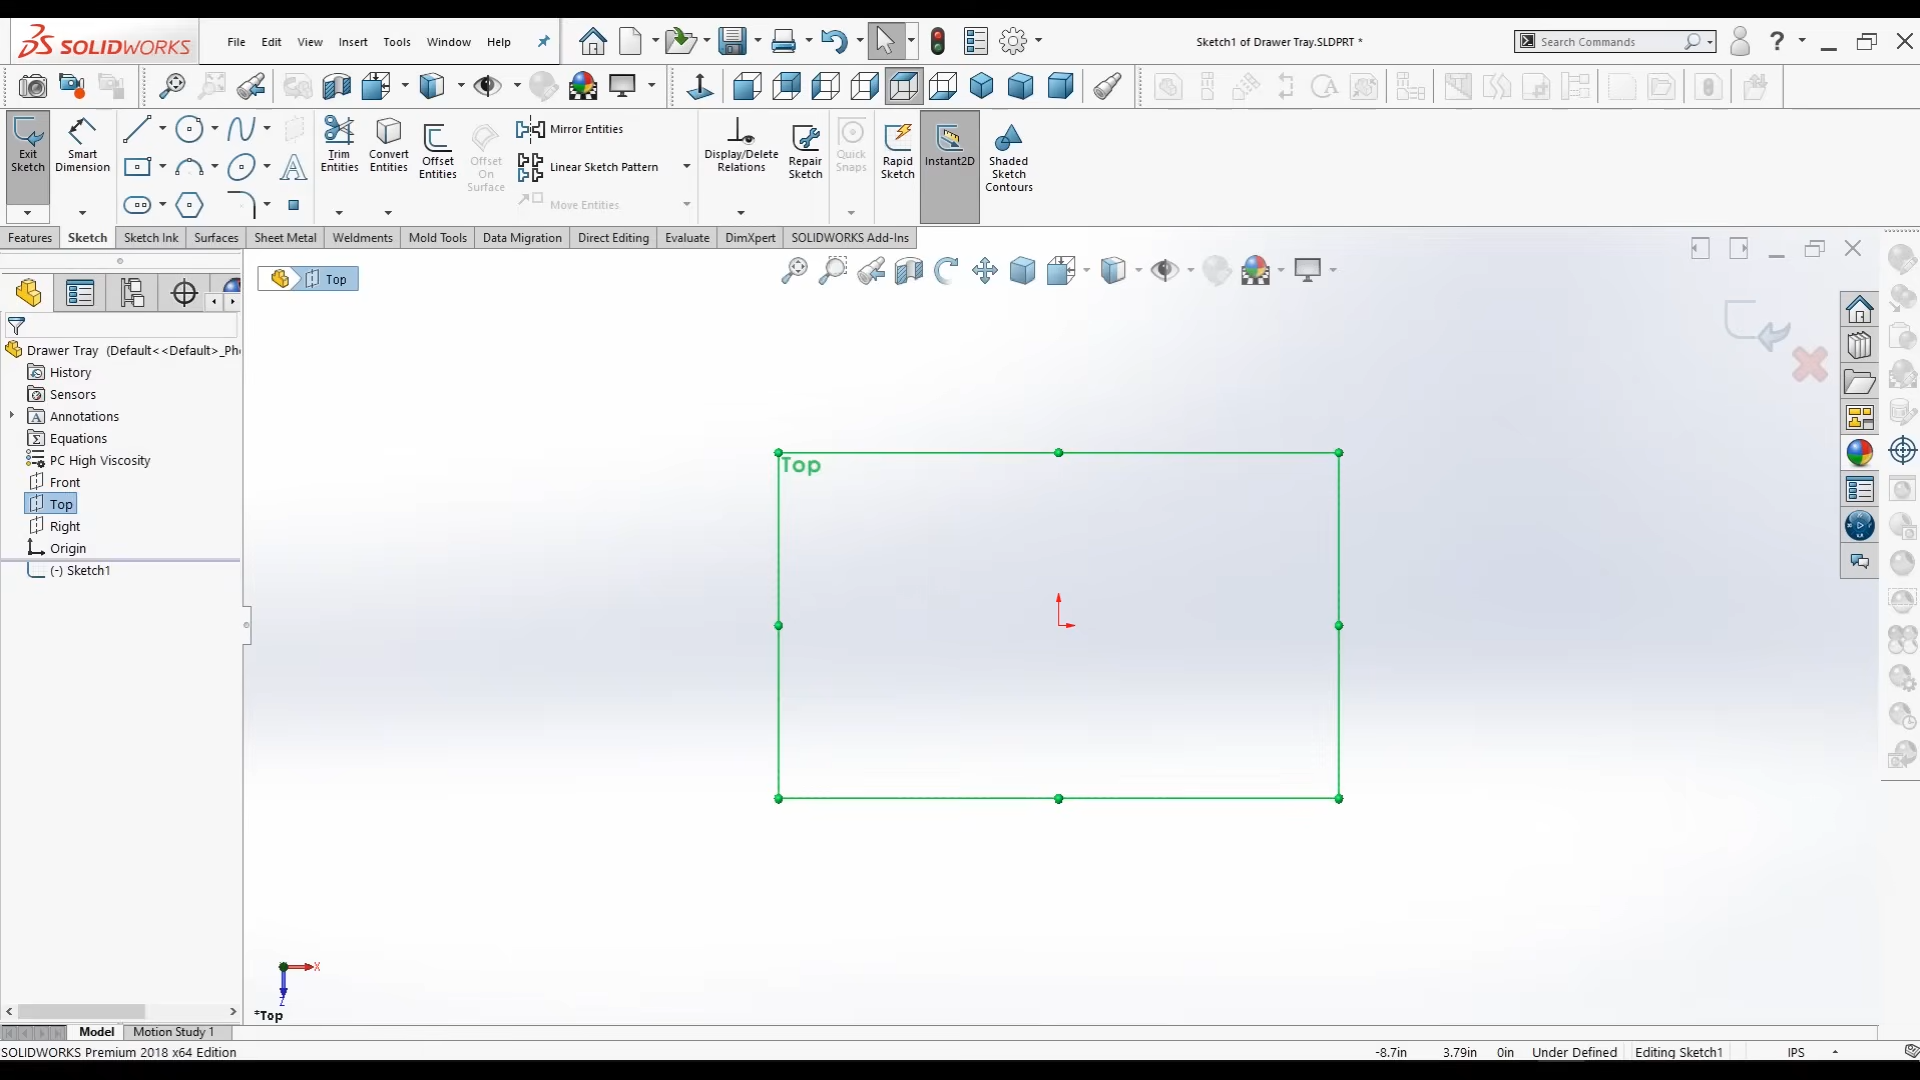 SOLIDWORKS
File Edit View Insert Tools Window Help
Sketch1 of Drawer Tray.SLDPRT *
Search Commands
Exit Sketch
Smart Dimension
Trim Entities
Convert Entities
Offset Entities
Offset On Surface
Mirror Entities
Linear Sketch Pattern
Move Entities
Display/Delete Relations
Repair Sketch
Quick Snaps
Rapid Sketch
Instant2D
Shaded Sketch Contours
Features Sketch Sketch Ink Surfaces Sheet Metal Weldments Mold Tools Data Migration Direct Editing Evaluate DimXpert SOLIDWORKS Add-Ins
Top
Drawer Tray (Default<<Default>_Ph
History
Sensors
Annotations
Equations
PC High Viscosity
Front
Top
Right
Origin
(-) Sketch1
Top
X
Z
*Top
Model Motion Study 1
SOLIDWORKS Premium 2018 x64 Edition
-8.7in 3.79in 0in Under Defined Editing Sketch1 IPS